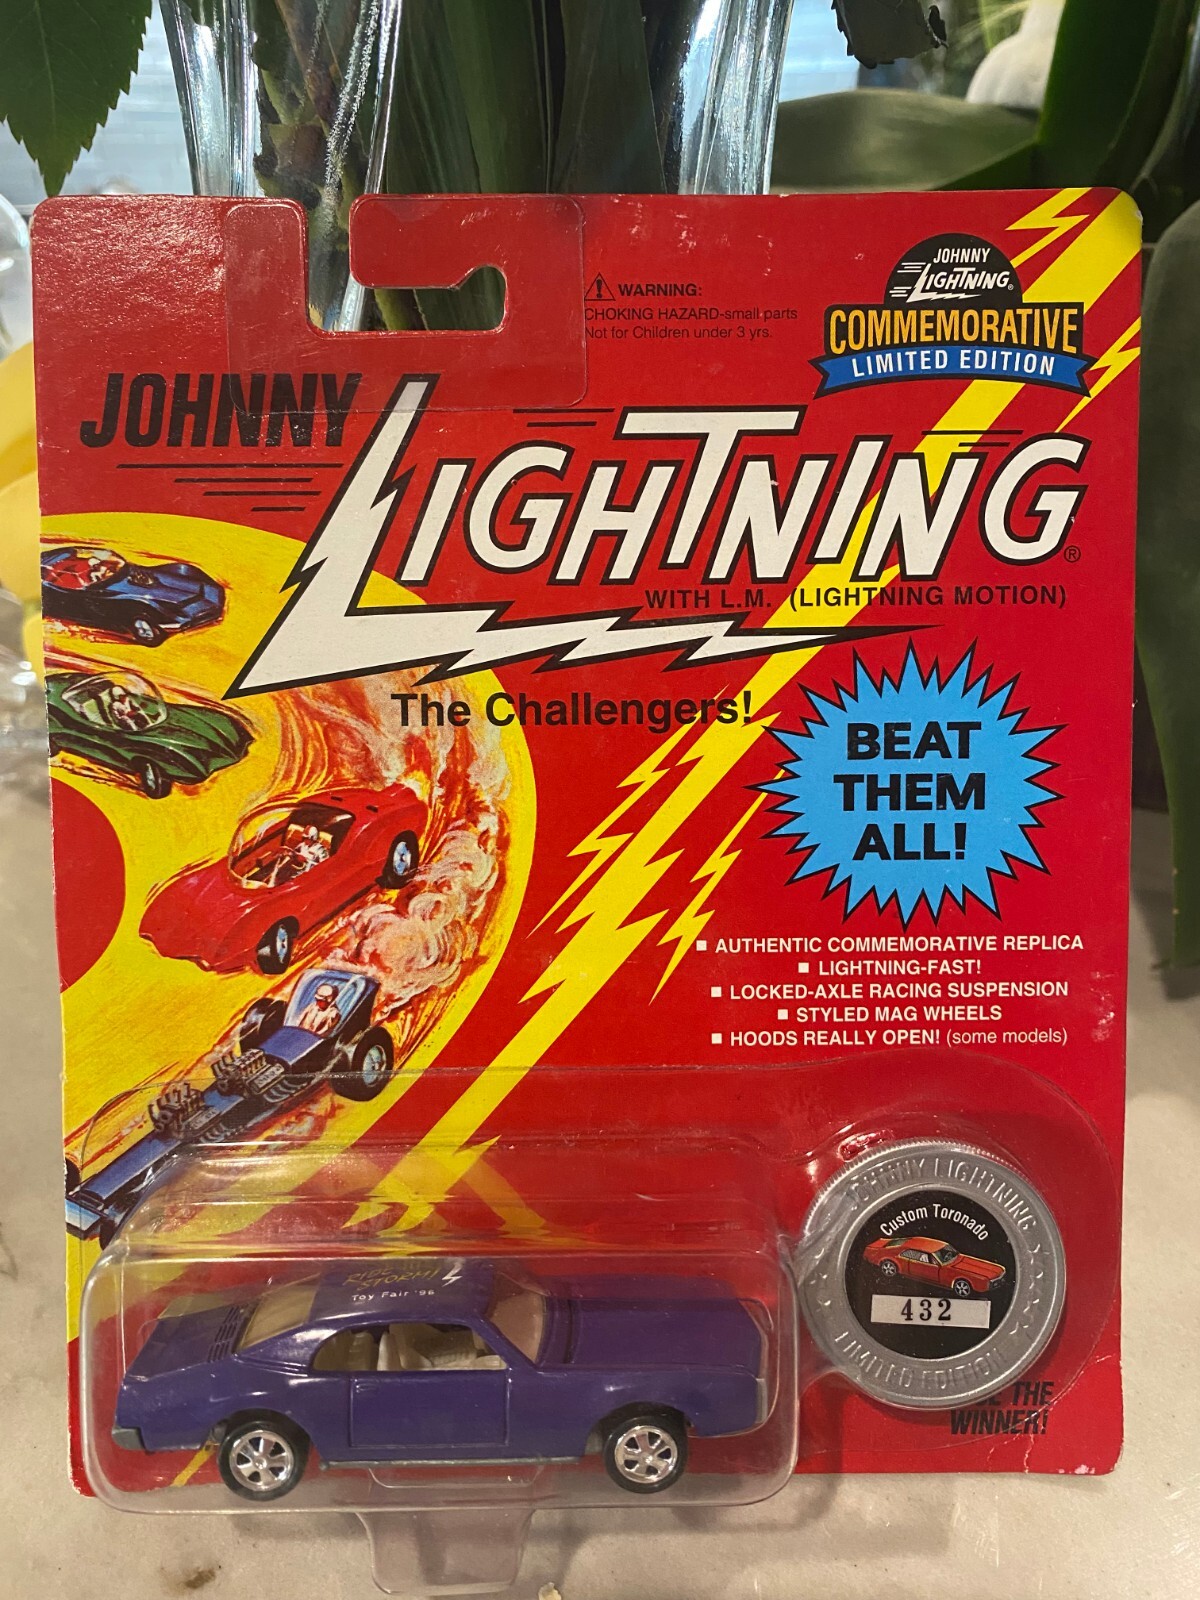 WARNING:
CHOKING HAZARD-small parts
Not for Children under 3 yrs.
JOHNNY
LIGHTNING®
COMMEMORATIVE
LIMITED EDITION
JOHNNY
LIGHTNING®
WITH L.M. (LIGHTNING MOTION)
The Challengers!
BEAT
THEM
ALL!
■ AUTHENTIC COMMEMORATIVE REPLICA
■ LIGHTNING-FAST!
■ LOCKED-AXLE RACING SUSPENSION
■ STYLED MAG WHEELS
■ HOODS REALLY OPEN! (some models)
JOHNNY LIGHTNING
Custom Toronado
432
LIMITED EDITION
THE
WINNER!
STORM!
Toy Fair '96